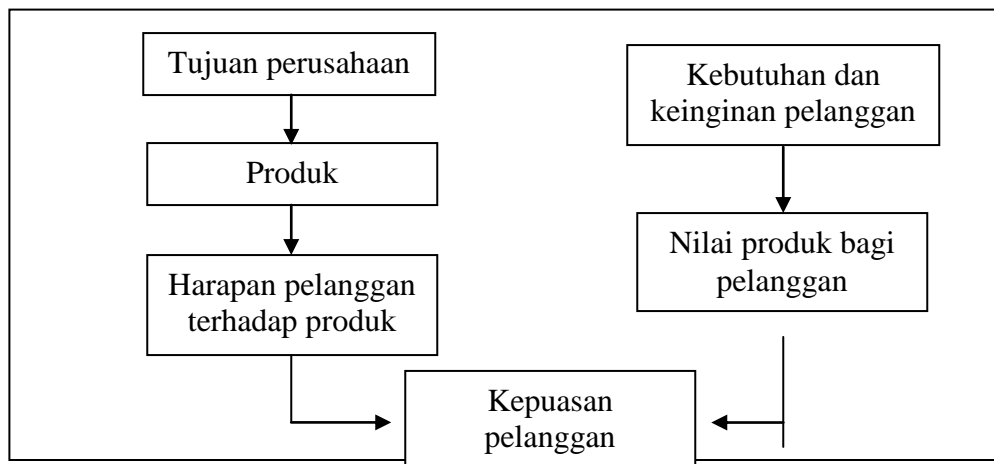 Tujuan perusahaan
Produk
Harapan pelanggan
terhadap produk
Kebutuhan dan
keinginan pelanggan
Nilai produk bagi
pelanggan
Kepuasan
pelanggan